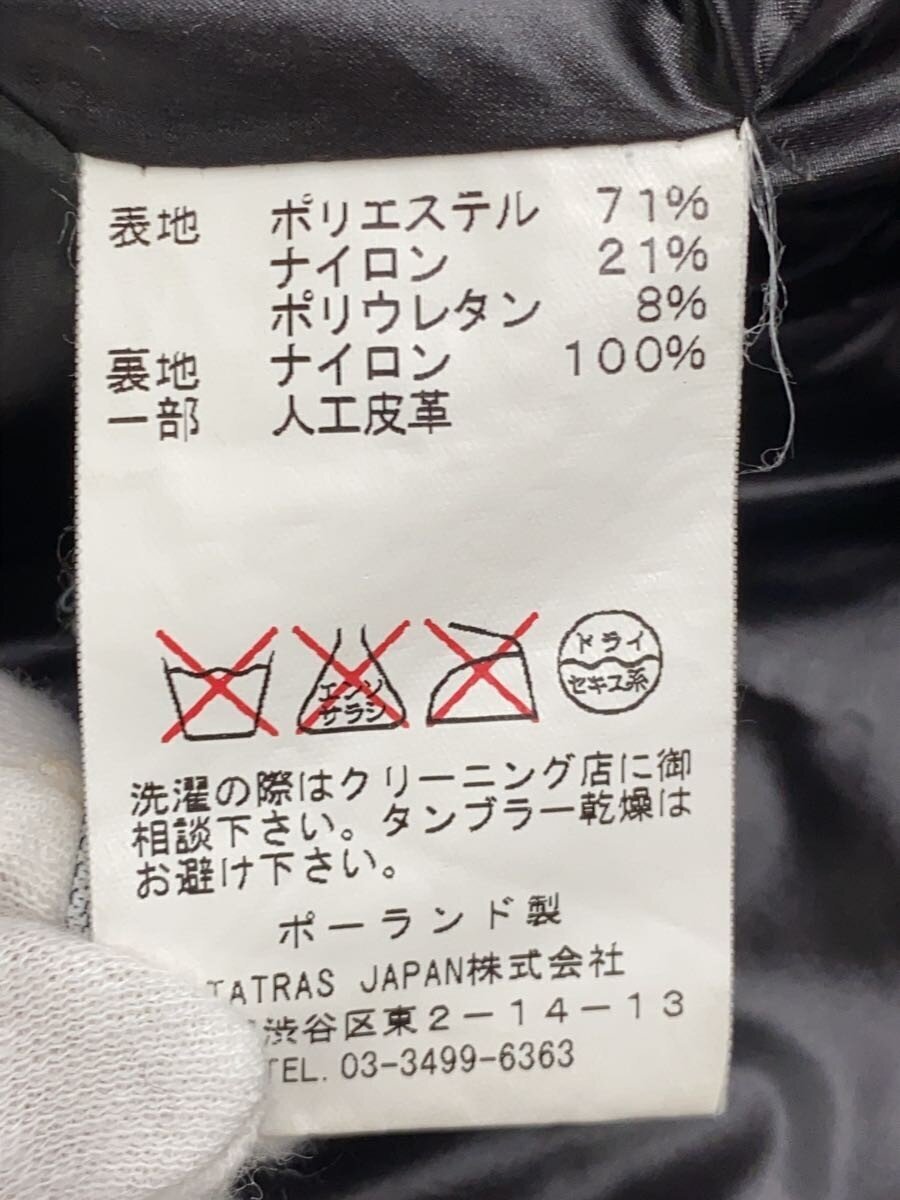 表地 ポリエステル 71%
ナイロン 21%
ポリウレタン 8%
裏地 ナイロン 100%
一部 人工皮革
エンソ
サラシ
ドライ
セキユ系
洗濯の際はクリーニング店に御
相談下さい。タンブラー乾燥は
お避け下さい。
ポーランド製
TATRAS JAPAN株式会社
渋谷区東2-14-13
TEL. 03-3499-6363